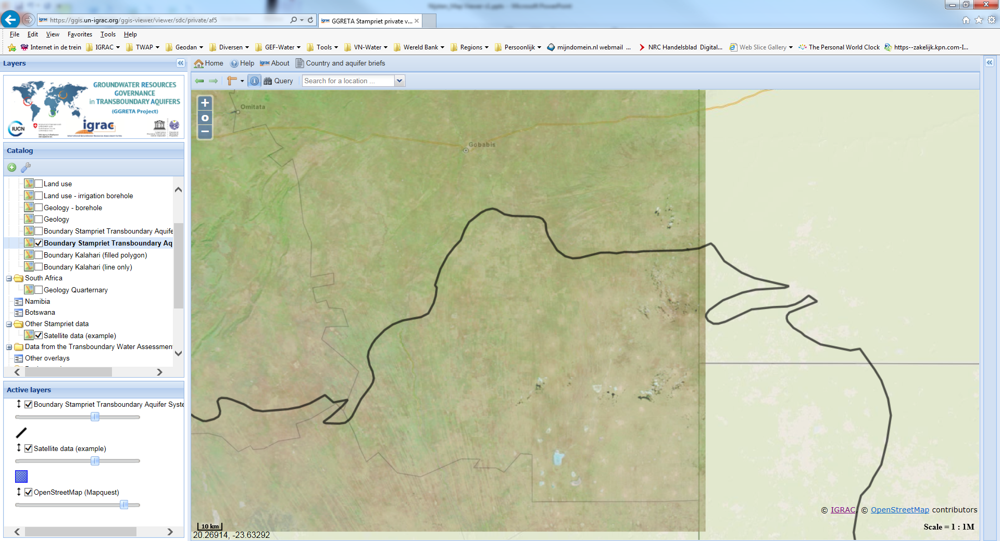 https://ggis.un-igrac.org/ggis-viewer/viewer/sdc/private/af5
GGRETA Stampriet private v...
File Edit View Favorites Tools Help
Internet in de trein IGRAC TWAP Geodan Diversen GEF-Water Tools VN-Water Wereld Bank Regions Persoonlijk mijndomein.nl webmail ... NRC Handelsblad Digital... Web Slice Gallery The Personal World Clock https--zakelijk.kpn.com-I...
Layers
Home Help igrac About Country and aquifer briefs
Query Search for a location ...
GROUNDWATER RESOURCES
GOVERNANCE
in TRANSBOUNDARY AQUIFERS
(GGRETA Project)
IUCN
igrac
Catalog
Land use
Land use - irrigation borehole
Geology - borehole
Geology
Boundary Stampriet Transboundary Aquife
Boundary Stampriet Transboundary Aq
Boundary Kalahari (filled polygon)
Boundary Kalahari (line only)
South Africa
Geology Quarternary
Namibia
Botswana
Other Stampriet data
Satellite data (example)
Data from the Transboundary Water Assessmen
Other overlays
Active layers
Boundary Stampriet Transboundary Aquifer Syste
Satellite data (example)
OpenStreetMap (Mapquest)
Omitata
Gobabis
© IGRAC, © OpenStreetMap contributors
Scale = 1 : 1M
10 km
20.26914, -23.63292